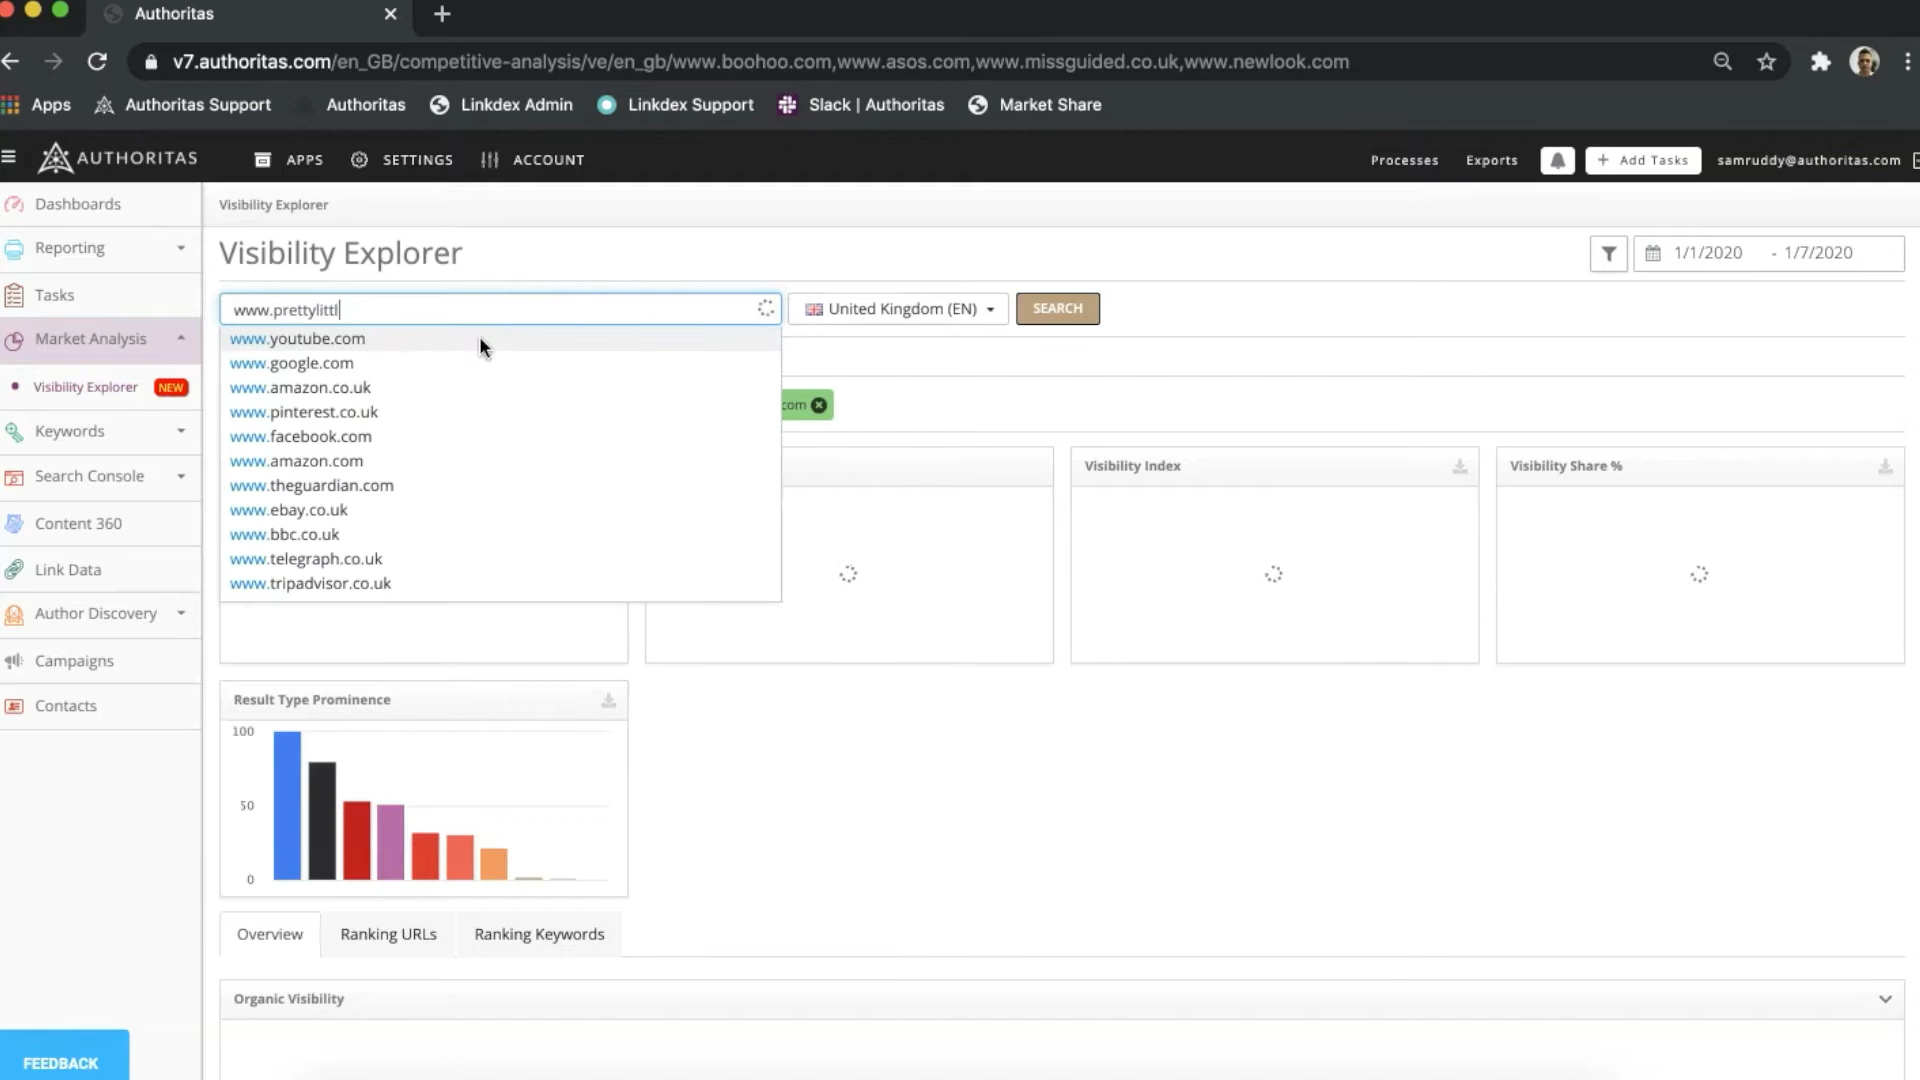 Authoritas
v7.authoritas.com/en_GB/competitive-analysis/ve/en_gb/www.boohoo.com,www.asos.com,www.missguided.co.uk,www.newlook.com
Apps Authoritas Support Authoritas Linkdex Admin Linkdex Support Slack | Authoritas Market Share
AUTHORITAS APPS SETTINGS ACCOUNT Processes Exports + Add Tasks samruddy@authoritas.com
Dashboards
Reporting
Tasks
Market Analysis
Visibility Explorer NEW
Keywords
Search Console
Content 360
Link Data
Author Discovery
Campaigns
Contacts
FEEDBACK
Visibility Explorer
Visibility Explorer
1/1/2020 - 1/7/2020
www.prettylittl
United Kingdom (EN)
SEARCH
www.youtube.com
www.google.com
www.amazon.co.uk
www.pinterest.co.uk
www.facebook.com
www.amazon.com
www.theguardian.com
www.ebay.co.uk
www.bbc.co.uk
www.telegraph.co.uk
www.tripadvisor.co.uk
com
Visibility Index
Visibility Share %
Result Type Prominence
100
50
0
Overview Ranking URLs Ranking Keywords
Organic Visibility